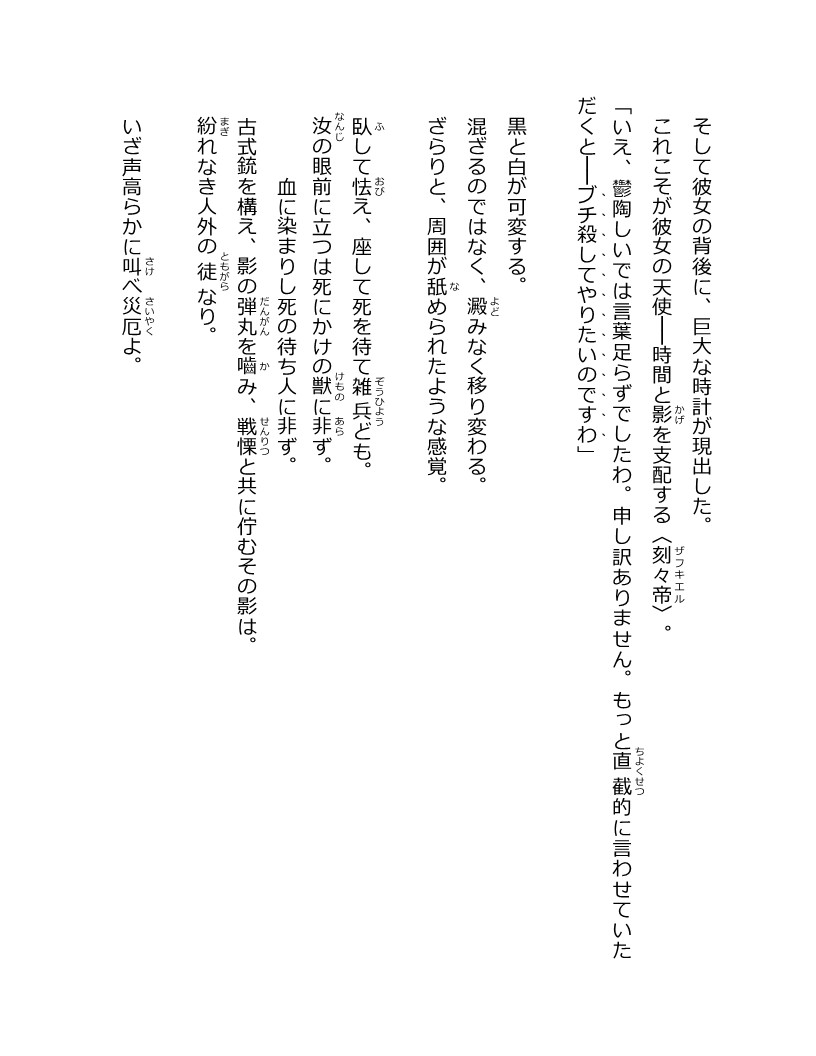 そして彼女の背後に、巨大な時計が現出した。
これこそが彼女の天使――時間と影を支配する〈刻々帝〉。
「いえ、鬱陶しいでは言葉足らずでしたわ。申し訳ありません。もっと直截的に言わせていた
だくと――ブチ殺してやりたいのですわ」
黒と白が可変する。
混ざるのではなく、澱みなく移り変わる。
ざらりと、周囲が舐められたような感覚。
臥して怯え、座して死を待て雑兵ども。
汝の眼前に立つは死にかけの獣に非ず。
血に染まりし死の待ち人に非ず。
古式銃を構え、影の弾丸を嚙み、戦慄と共に佇むその影は。
紛れなき人外の徒なり。
いざ声高らかに叫べ災厄よ。